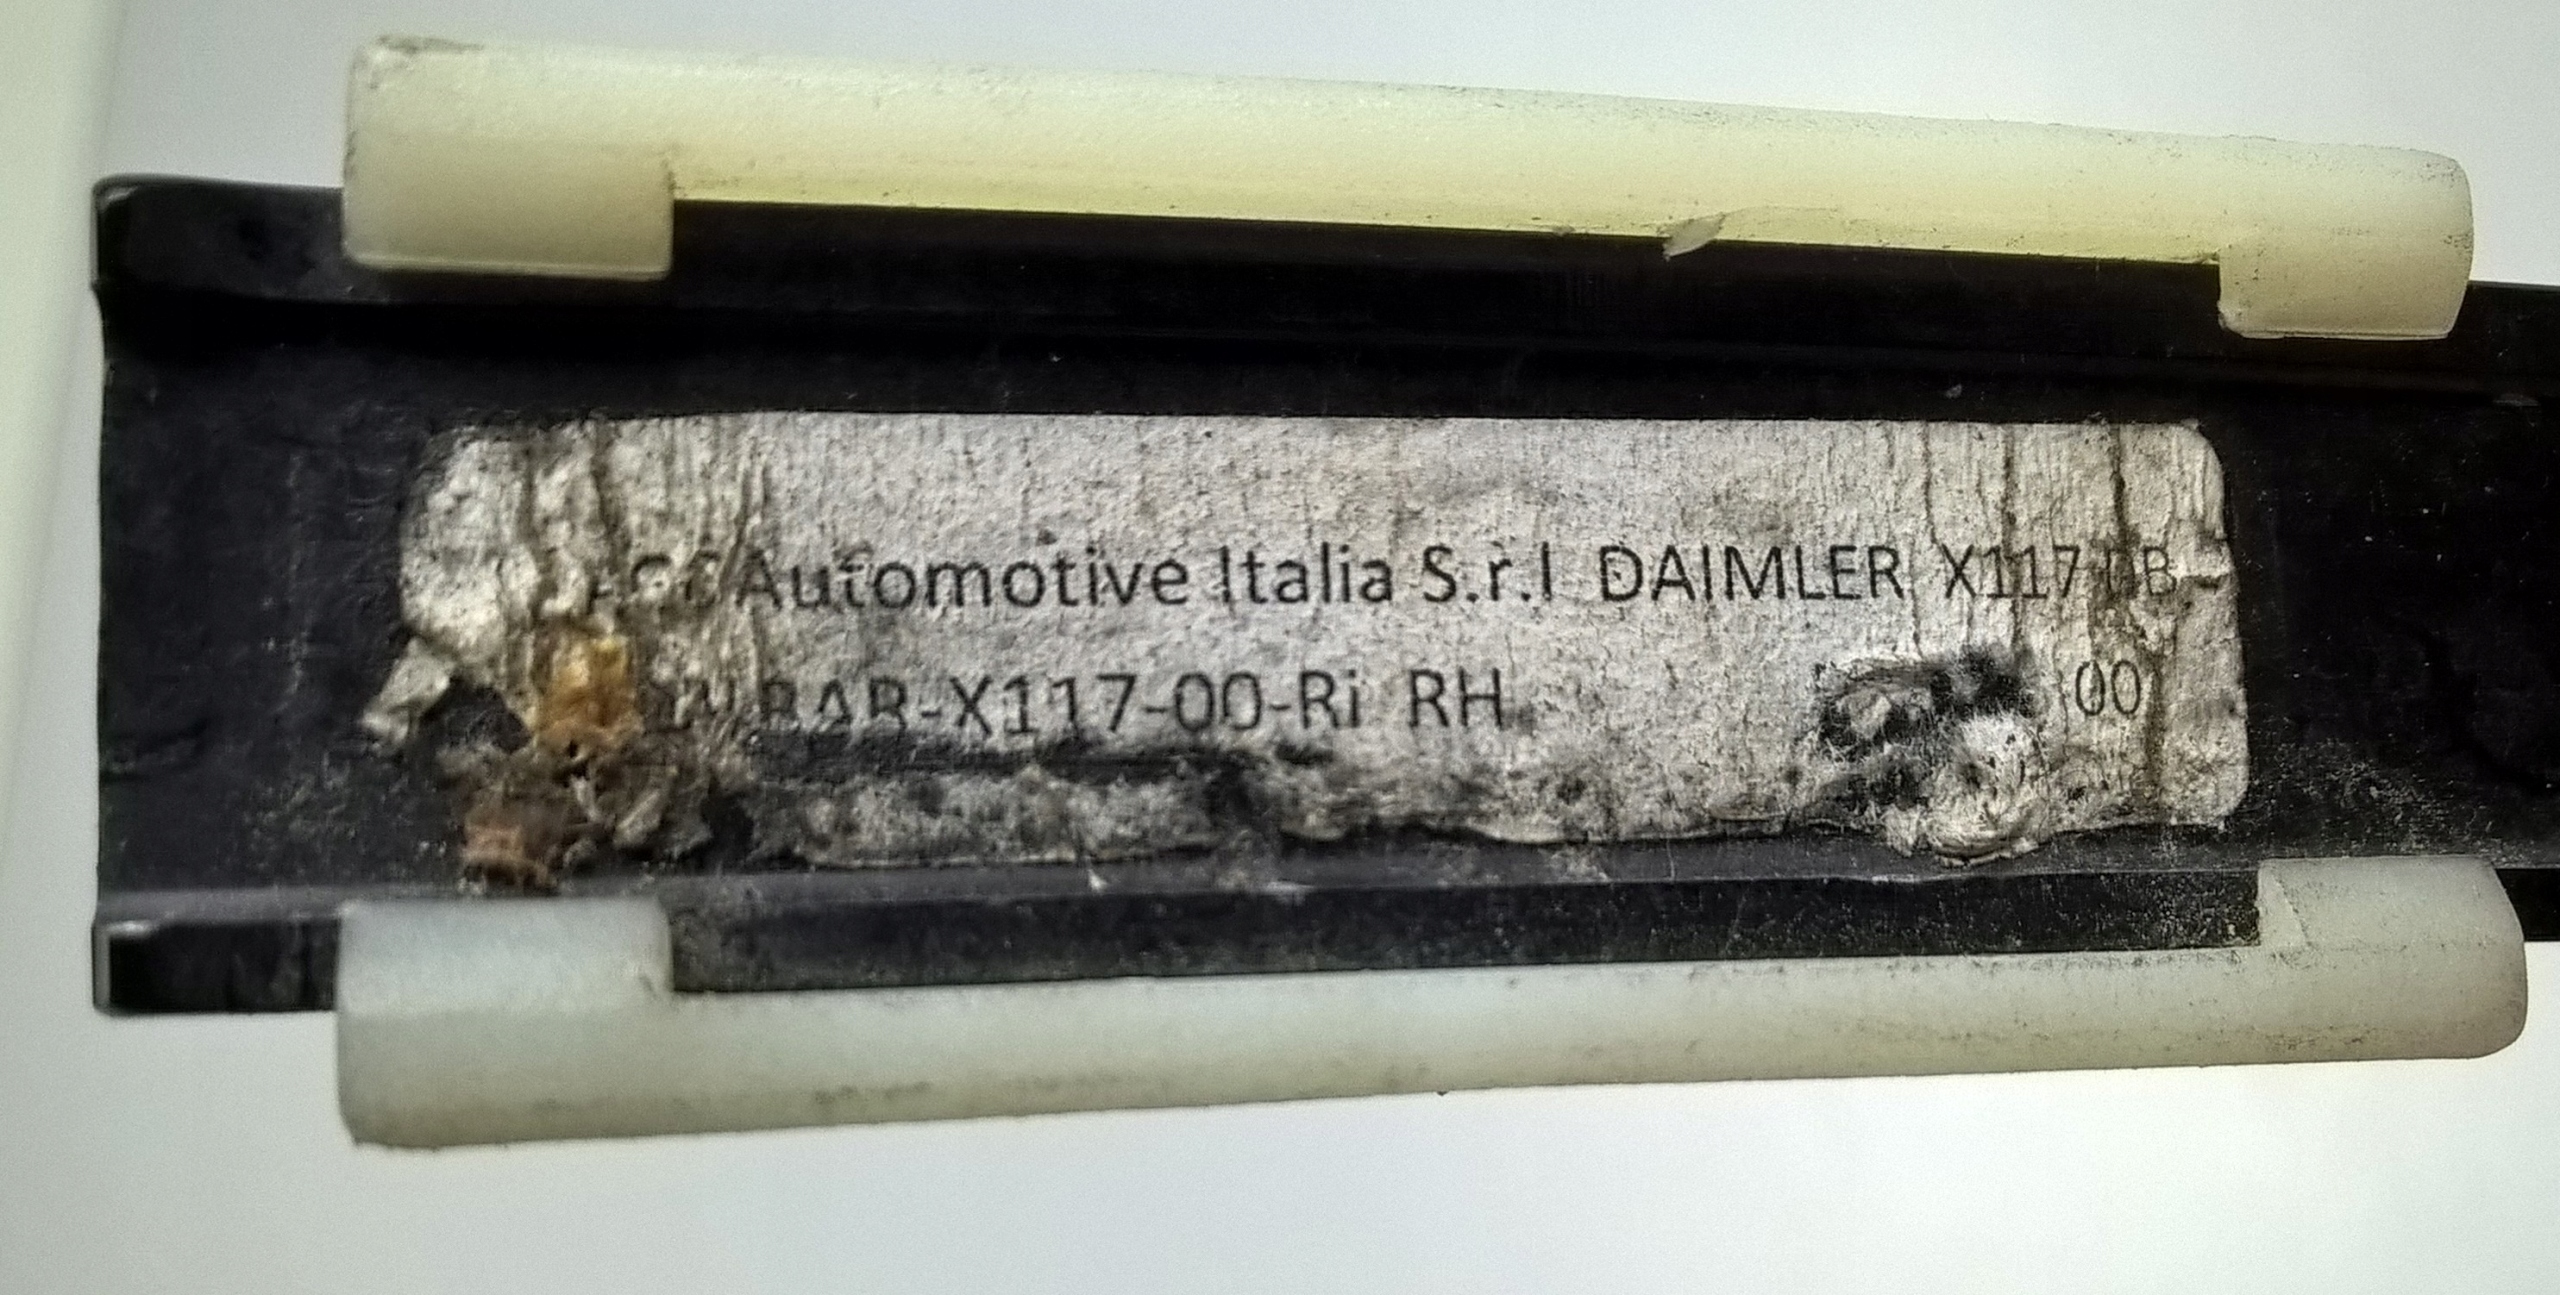 Automotive Italia S.r.l DAIMLER X117
BAR-X117-00-Ri RH 00